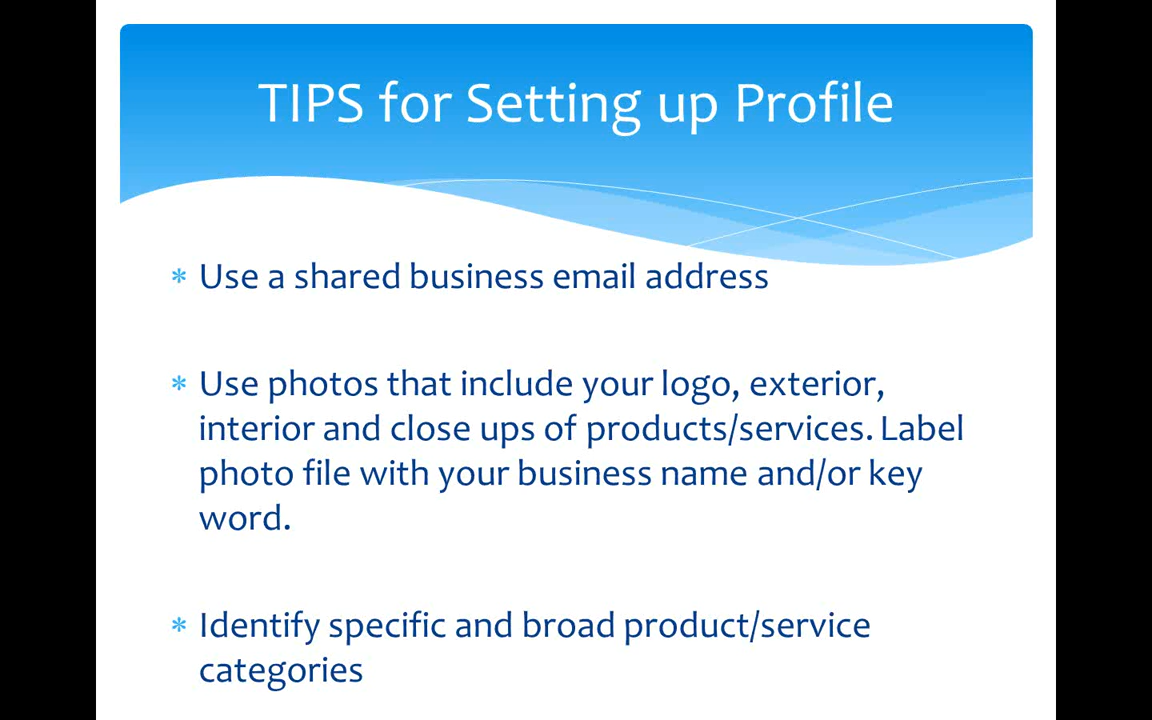 TIPS for Setting up Profile
* Use a shared business email address
* Use photos that include your logo, exterior,
interior and close ups of products/services. Label
photo file with your business name and/or key
word.
* Identify specific and broad product/service
categories